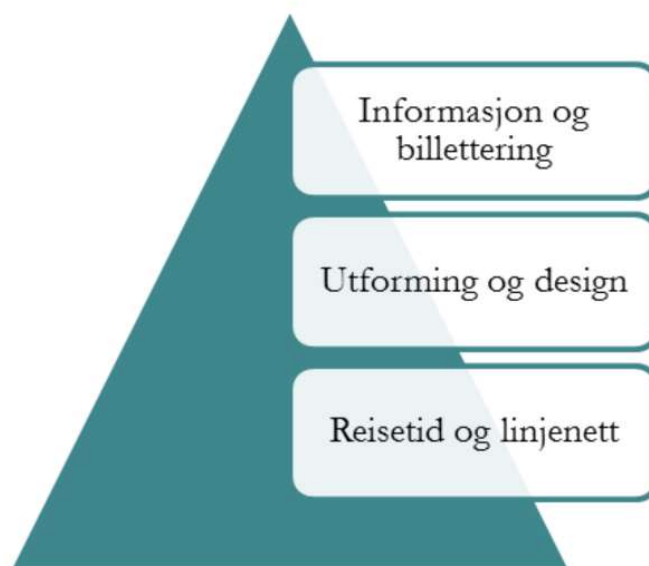 Informasjon og
billettering
Utforming og design
Reisetid og linjenett